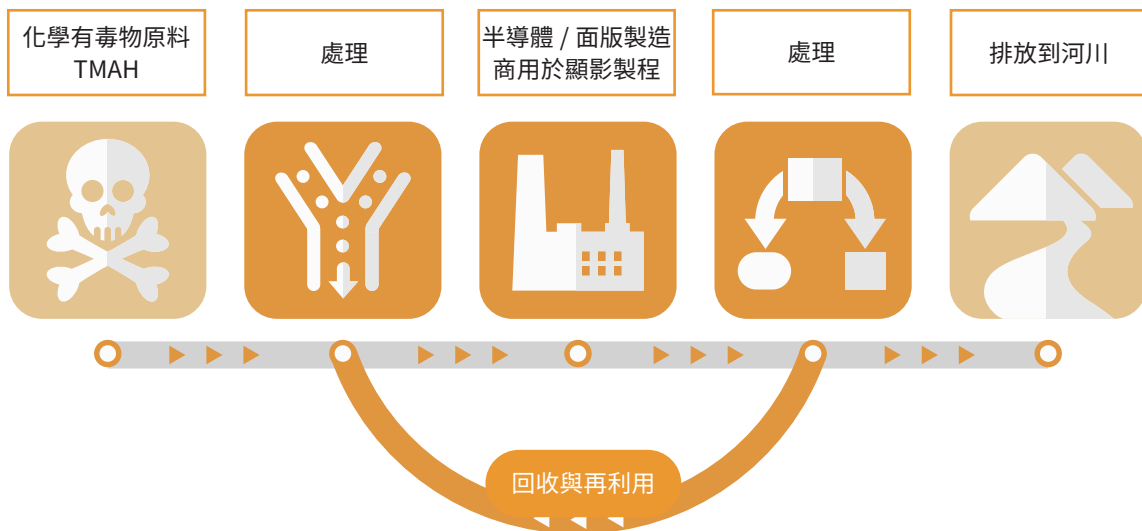 化學有毒物原料
TMAH
處理
半導體 / 面版製造
商用於顯影製程
處理
排放到河川
回收與再利用